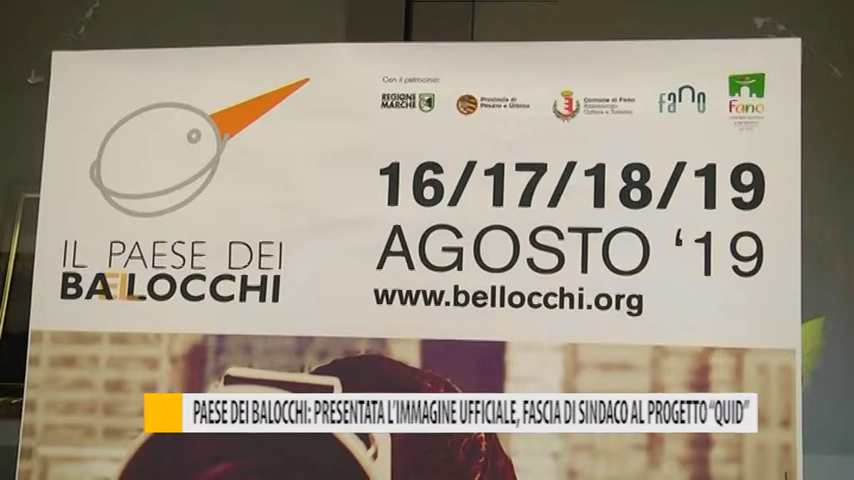 Con il patrocinio:
REGIONE MARCHE
Provincia di Pesaro e Urbino
Comune di Fano
Assessorato Cultura e Turismo
fano
Fano
16/17/18/19
AGOSTO '19
www.bellocchi.org
IL PAESE DEI
BAELLOCCHI
PAESE DEI BALOCCHI: PRESENTATA L'IMMAGINE UFFICIALE, FASCIA DI SINDACO AL PROGETTO "QUID"